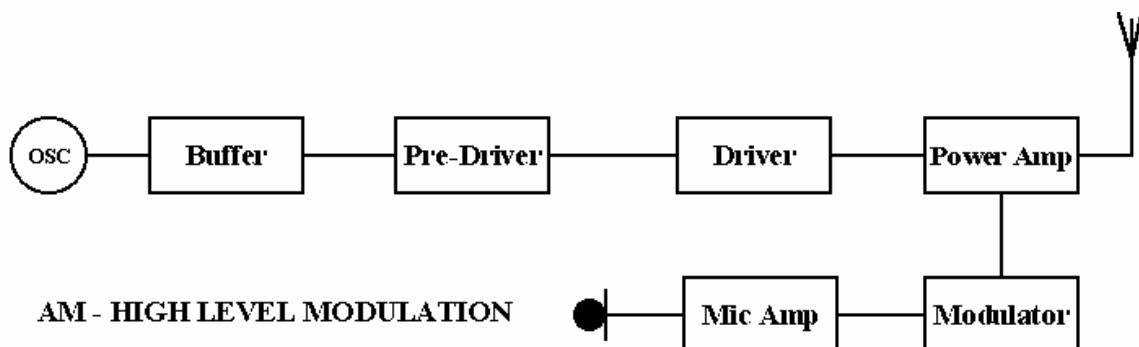 OSC
Buffer
Pre-Driver
Driver
Power Amp
AM - HIGH LEVEL MODULATION
Mic Amp
Modulator